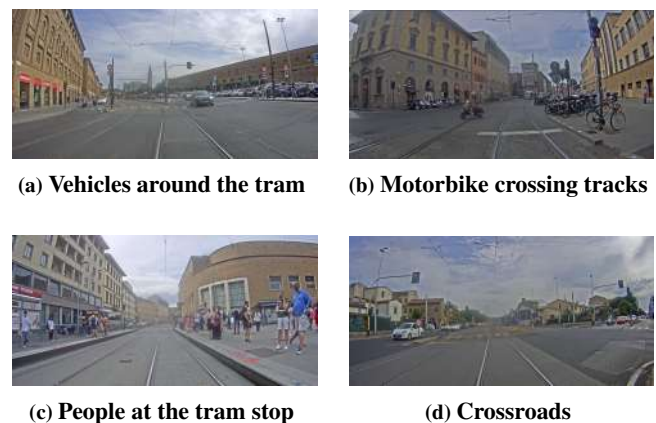 (a) Vehicles around the tram
(b) Motorbike crossing tracks
(c) People at the tram stop
(d) Crossroads